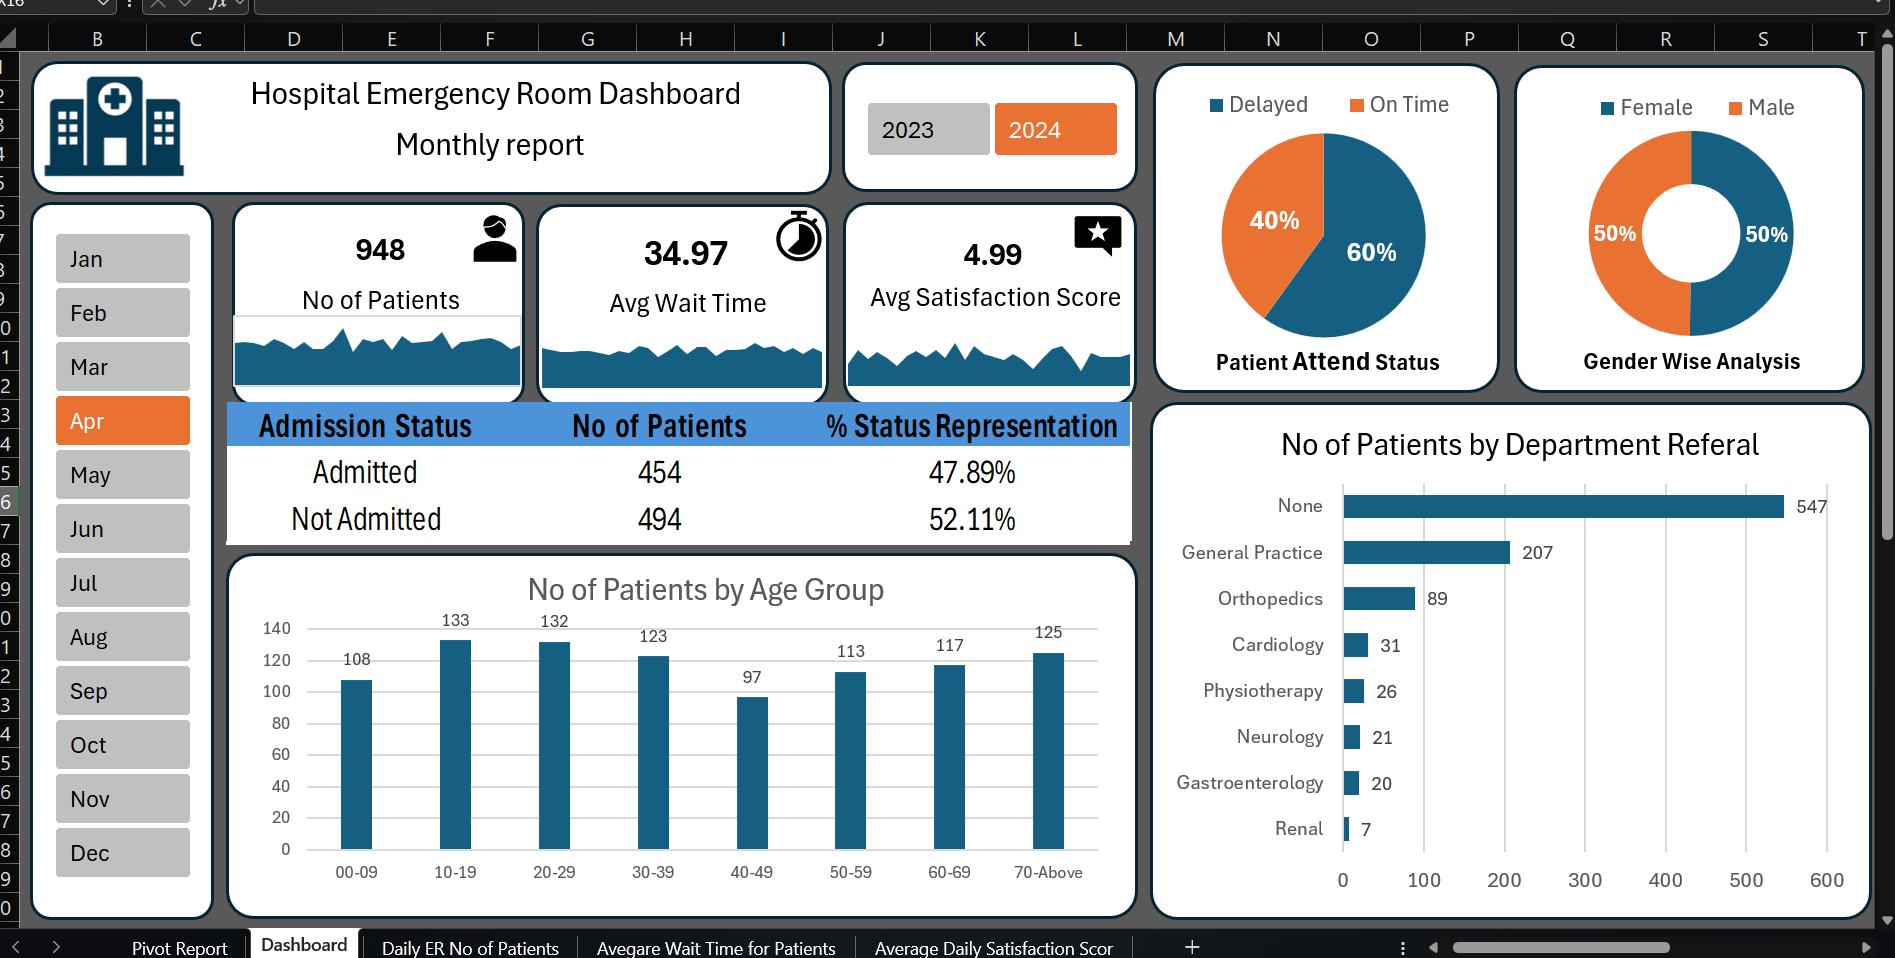 X16
fx
B C D E F G H I J K L M N O P Q R S T
Hospital Emergency Room Dashboard
Monthly report
2023
2024
Delayed On Time
40%
60%
Patient Attend Status
Female Male
50%
50%
Gender Wise Analysis
Jan
Feb
Mar
Apr
May
Jun
Jul
Aug
Sep
Oct
Nov
Dec
948
No of Patients
34.97
Avg Wait Time
4.99
Avg Satisfaction Score
Admission Status No of Patients % Status Representation
Admitted 454 47.89%
Not Admitted 494 52.11%
No of Patients by Age Group
140
120
100
80
60
40
20
0
108 133 132 123 97 113 117 125
00-09 10-19 20-29 30-39 40-49 50-59 60-69 70-Above
No of Patients by Department Referal
None 547
General Practice 207
Orthopedics 89
Cardiology 31
Physiotherapy 26
Neurology 21
Gastroenterology 20
Renal 7
0 100 200 300 400 500 600
Pivot Report Dashboard Daily ER No of Patients Avegare Wait Time for Patients Average Daily Satisfaction Scor